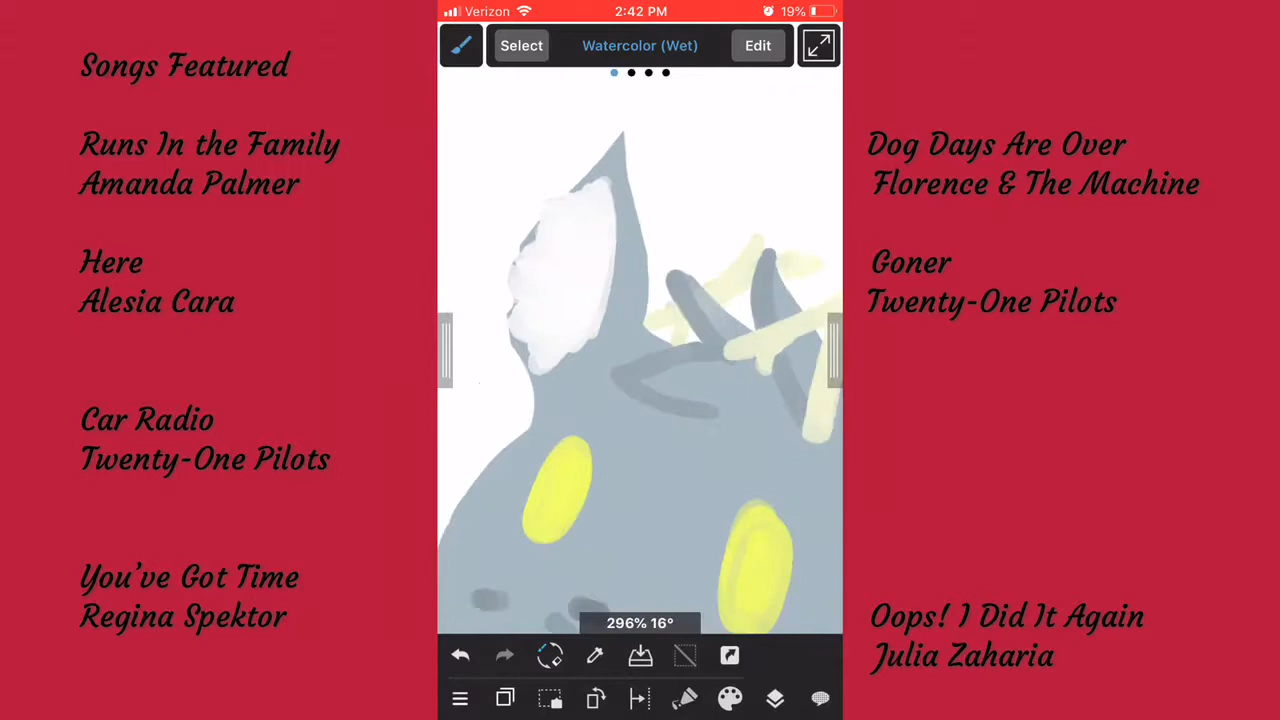 Verizon
2:42 PM
19%
Select
Watercolor (Wet)
Edit
Songs Featured
Runs In the Family
Amanda Palmer
Here
Alesia Cara
Car Radio
Twenty-One Pilots
You've Got Time
Regina Spektor
Dog Days Are Over
Florence & The Machine
Goner
Twenty-One Pilots
Oops! I Did It Again
Julia Zaharia
296% 16°